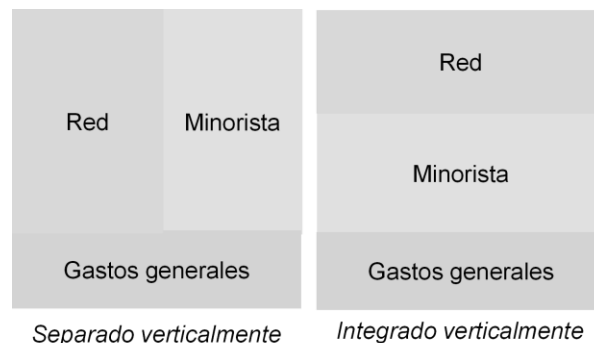 Red
Minorista
Gastos generales
Separado verticalmente
Red
Minorista
Gastos generales
Integrado verticalmente